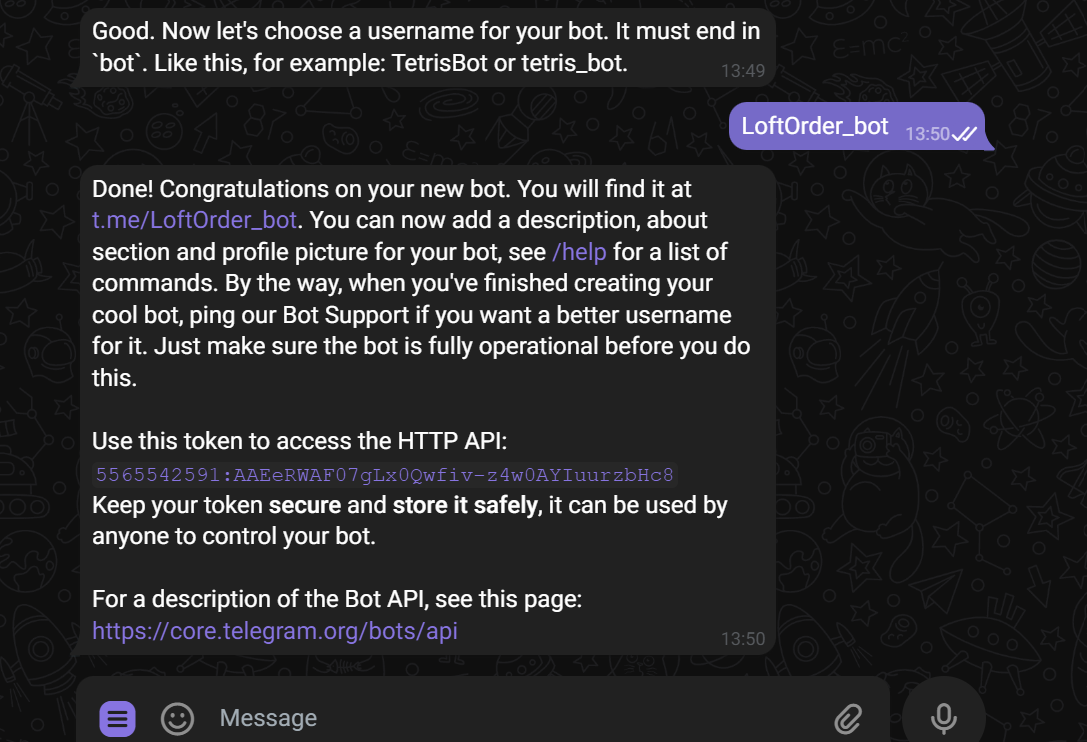 Good. Now let's choose a username for your bot. It must end in
`bot`. Like this, for example: TetrisBot or tetris_bot.
13:49
LoftOrder_bot
13:50
Done! Congratulations on your new bot. You will find it at
t.me/LoftOrder_bot. You can now add a description, about
section and profile picture for your bot, see /help for a list of
commands. By the way, when you've finished creating your
cool bot, ping our Bot Support if you want a better username
for it. Just make sure the bot is fully operational before you do
this.
Use this token to access the HTTP API:
5565542591:AAEeRWAF07gLx0Qwfiv-z4w0AYIuurzbHc8
Keep your token secure and store it safely, it can be used by
anyone to control your bot.
For a description of the Bot API, see this page:
https://core.telegram.org/bots/api
13:50
Message